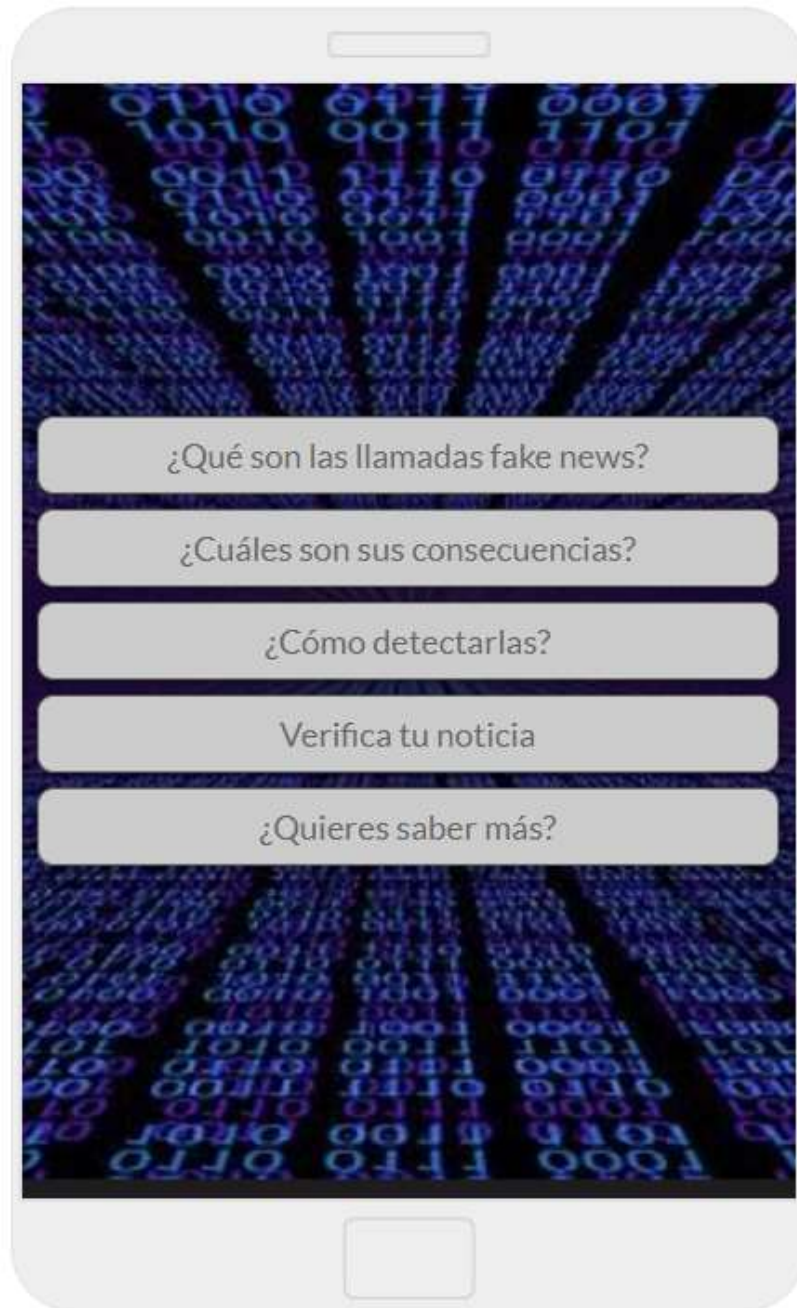 ¿Qué son las llamadas fake news?
¿Cuáles son sus consecuencias?
¿Cómo detectarlas?
Verifica tu noticia
¿Quieres saber más?